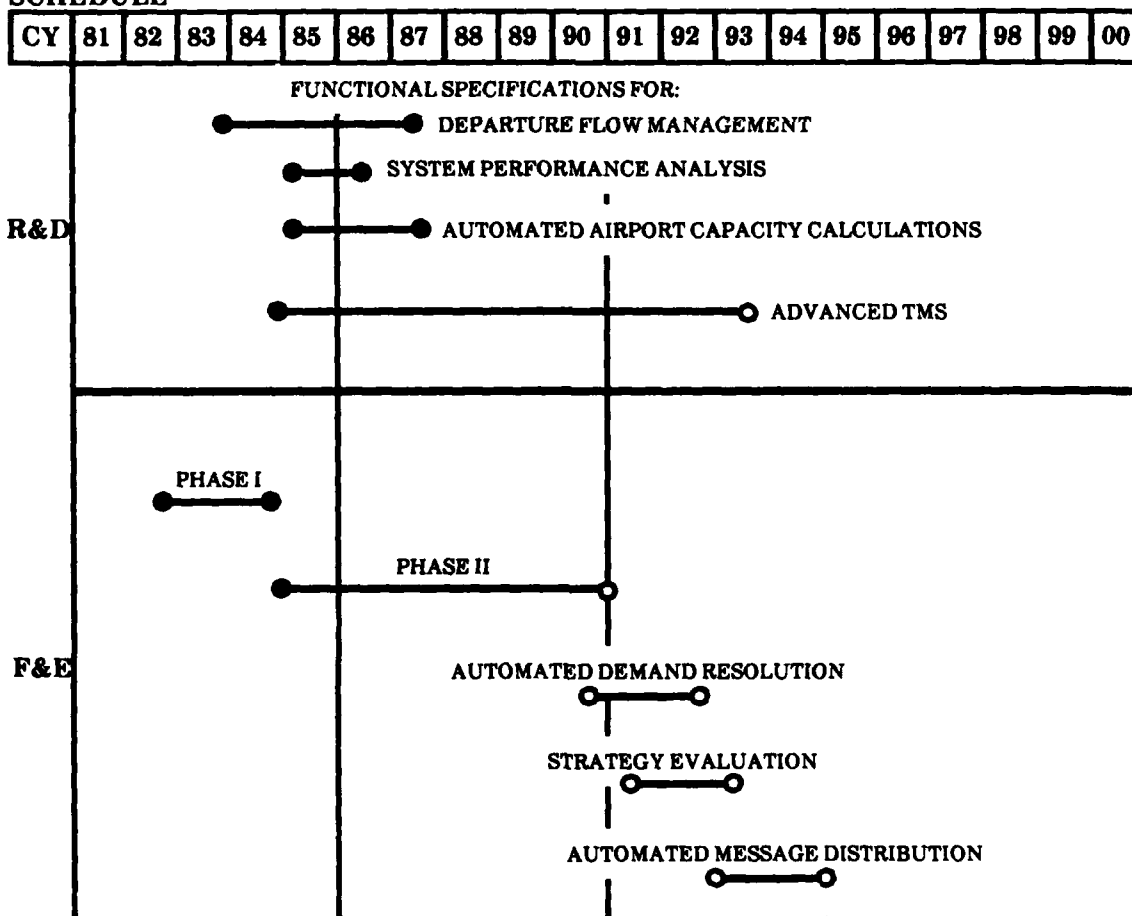 SCHEDULE
CY 81 82 83 84 85 86 87 88 89 90 91 92 93 94 95 96 97 98 99 00
FUNCTIONAL SPECIFICATIONS FOR:
DEPARTURE FLOW MANAGEMENT
SYSTEM PERFORMANCE ANALYSIS
R&D
AUTOMATED AIRPORT CAPACITY CALCULATIONS
ADVANCED TMS
PHASE I
PHASE II
F&E
AUTOMATED DEMAND RESOLUTION
STRATEGY EVALUATION
AUTOMATED MESSAGE DISTRIBUTION